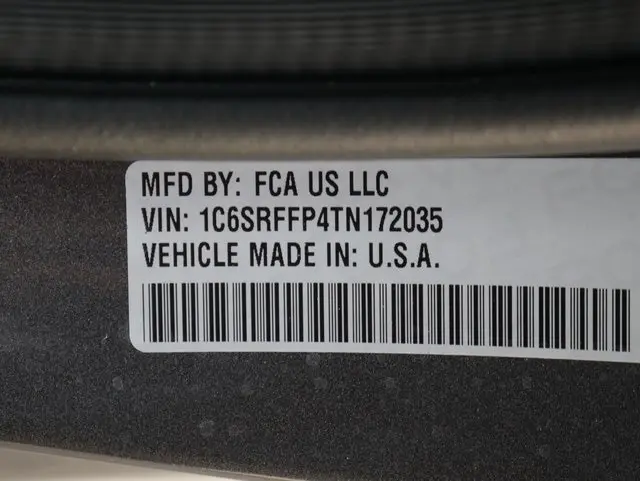 MFD BY: FCA US LLC
VIN: 1C6SRFFP4TN172035
VEHICLE MADE IN: U.S.A.